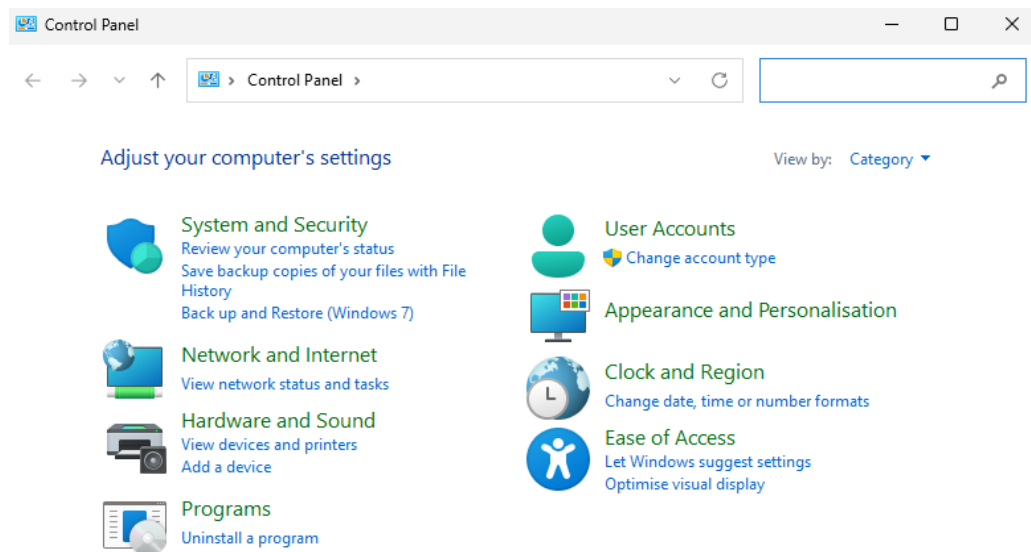 Control Panel
Control Panel
Adjust your computer's settings
View by: Category
System and Security
Review your computer's status
Save backup copies of your files with File
History
Back up and Restore (Windows 7)
Network and Internet
View network status and tasks
Hardware and Sound
View devices and printers
Add a device
Programs
Uninstall a program
User Accounts
Change account type
Appearance and Personalisation
Clock and Region
Change date, time or number formats
Ease of Access
Let Windows suggest settings
Optimise visual display